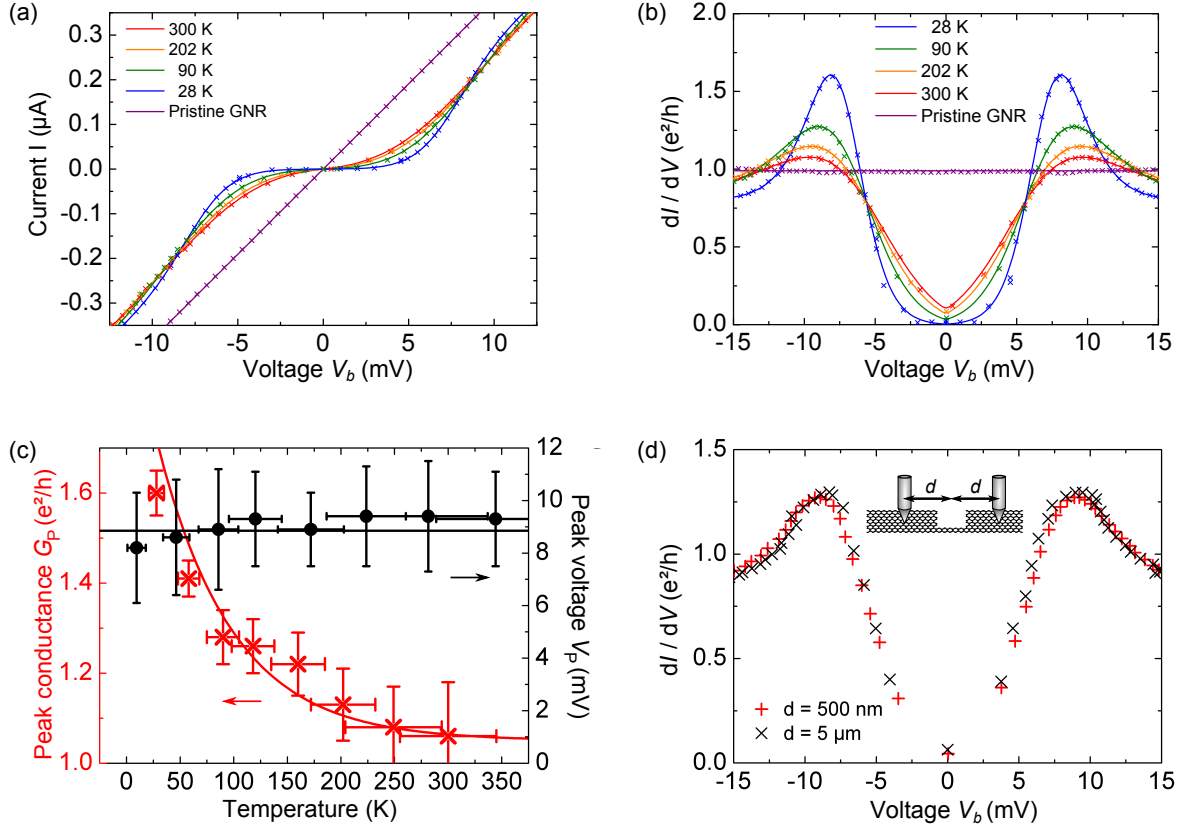 (a)
Current I (µA)
0.3
0.2
0.1
0.0
-0.1
-0.2
-0.3
300 K
202 K
90 K
28 K
Pristine GNR
-10 -5 0 5 10
Voltage Vb (mV)
(b)
dI / dV (e²/h)
2.0
1.5
1.0
0.5
0.0
28 K
90 K
202 K
300 K
Pristine GNR
-15 -10 -5 0 5 10 15
Voltage Vb (mV)
(c)
Peak conductance GP (e²/h)
1.6
1.4
1.2
1.0
12
10
8
6
4
2
0
Peak voltage VP (mV)
0 50 100 150 200 250 300 350
Temperature (K)
(d)
dI / dV (e²/h)
1.5
1.0
0.5
0.0
d d
d = 500 nm
d = 5 µm
-15 -10 -5 0 5 10 15
Voltage Vb (mV)